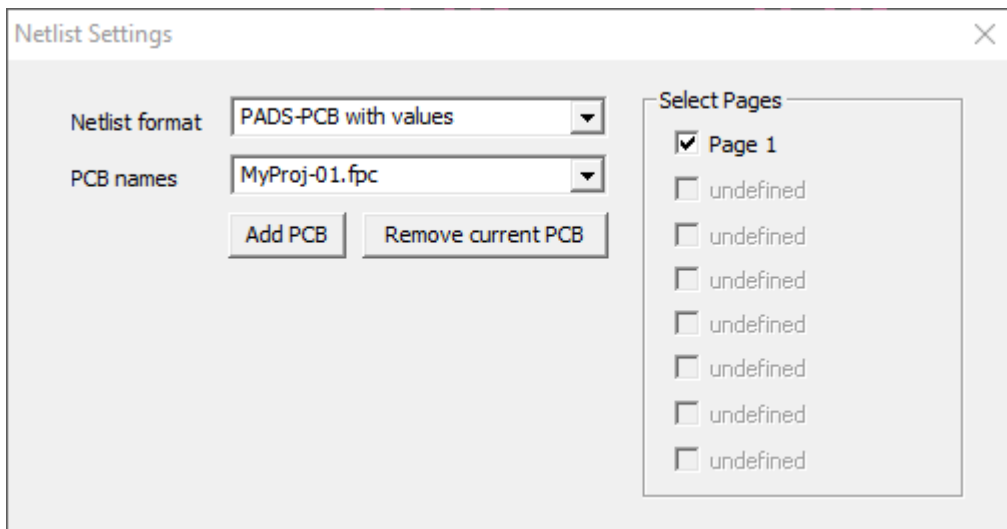 Netlist Settings
Netlist format
PADS-PCB with values
PCB names
MyProj-01.fpc
Add PCB
Remove current PCB
Select Pages
Page 1
undefined
undefined
undefined
undefined
undefined
undefined
undefined